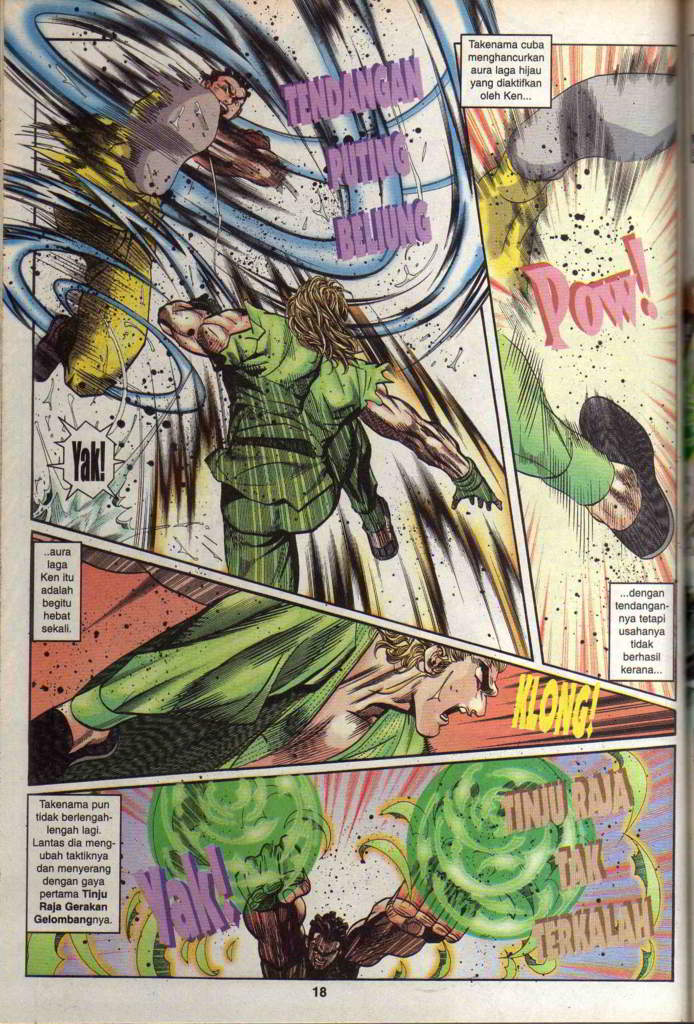 TENDANGAN
PUTING
BELIUNG
Yak!
Takenama cuba
menghancurkan
aura laga hijau
yang diaktifkan
oleh Ken...
Pow!
...dengan
tendangan-
nya tetapi
usahanya
tidak
berhasil
kerana...
..aura
laga
Ken itu
adalah
begitu
hebat
sekali.
KLONG!
Takenama pun
tidak berlengah-
lengah lagi.
Lantas dia meng-
ubah taktiknya
dan menyerang
dengan gaya
pertama Tinju
Raja Gerakan
Gelombangnya.
Yak!
TINJU RAJA
TAK
TERKALAH
18